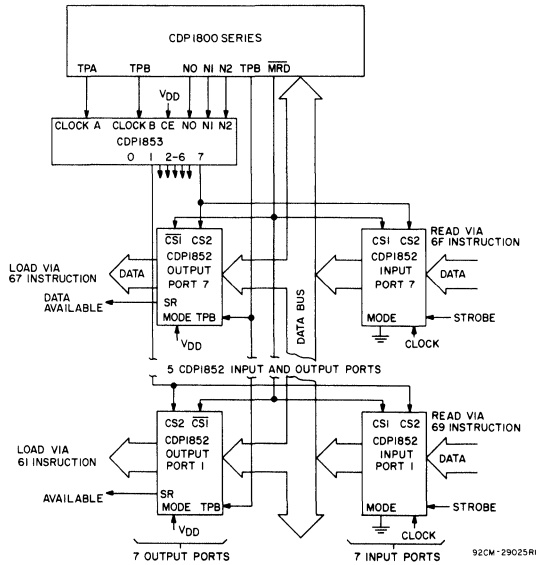 CDP1800 SERIES
TPA TPB N0 N1 N2 TPB MRD
VDD
CLOCK A CLOCK B CE N0 N1 N2
CDP1853
0 1 2-6 7
CS1 CS2
CDP1852
OUTPUT
PORT 7
SR
MODE TPB
VDD
LOAD VIA
67 INSTRUCTION
DATA
DATA
AVAILABLE
DATA BUS
CS1 CS2
CDP1852
INPUT
PORT 7
MODE
READ VIA
6F INSTRUCTION
DATA
STROBE
CLOCK
5 CDP1852 INPUT AND OUTPUT PORTS
CS2 CS1
CDP1852
OUTPUT
PORT 1
SR
MODE TPB
VDD
LOAD VIA
61 INSTRUCTION
AVAILABLE
CS1 CS2
CDP1852
INPUT
PORT 1
MODE
READ VIA
69 INSTRUCTION
DATA
STROBE
CLOCK
7 OUTPUT PORTS
7 INPUT PORTS
92CM-29025RI